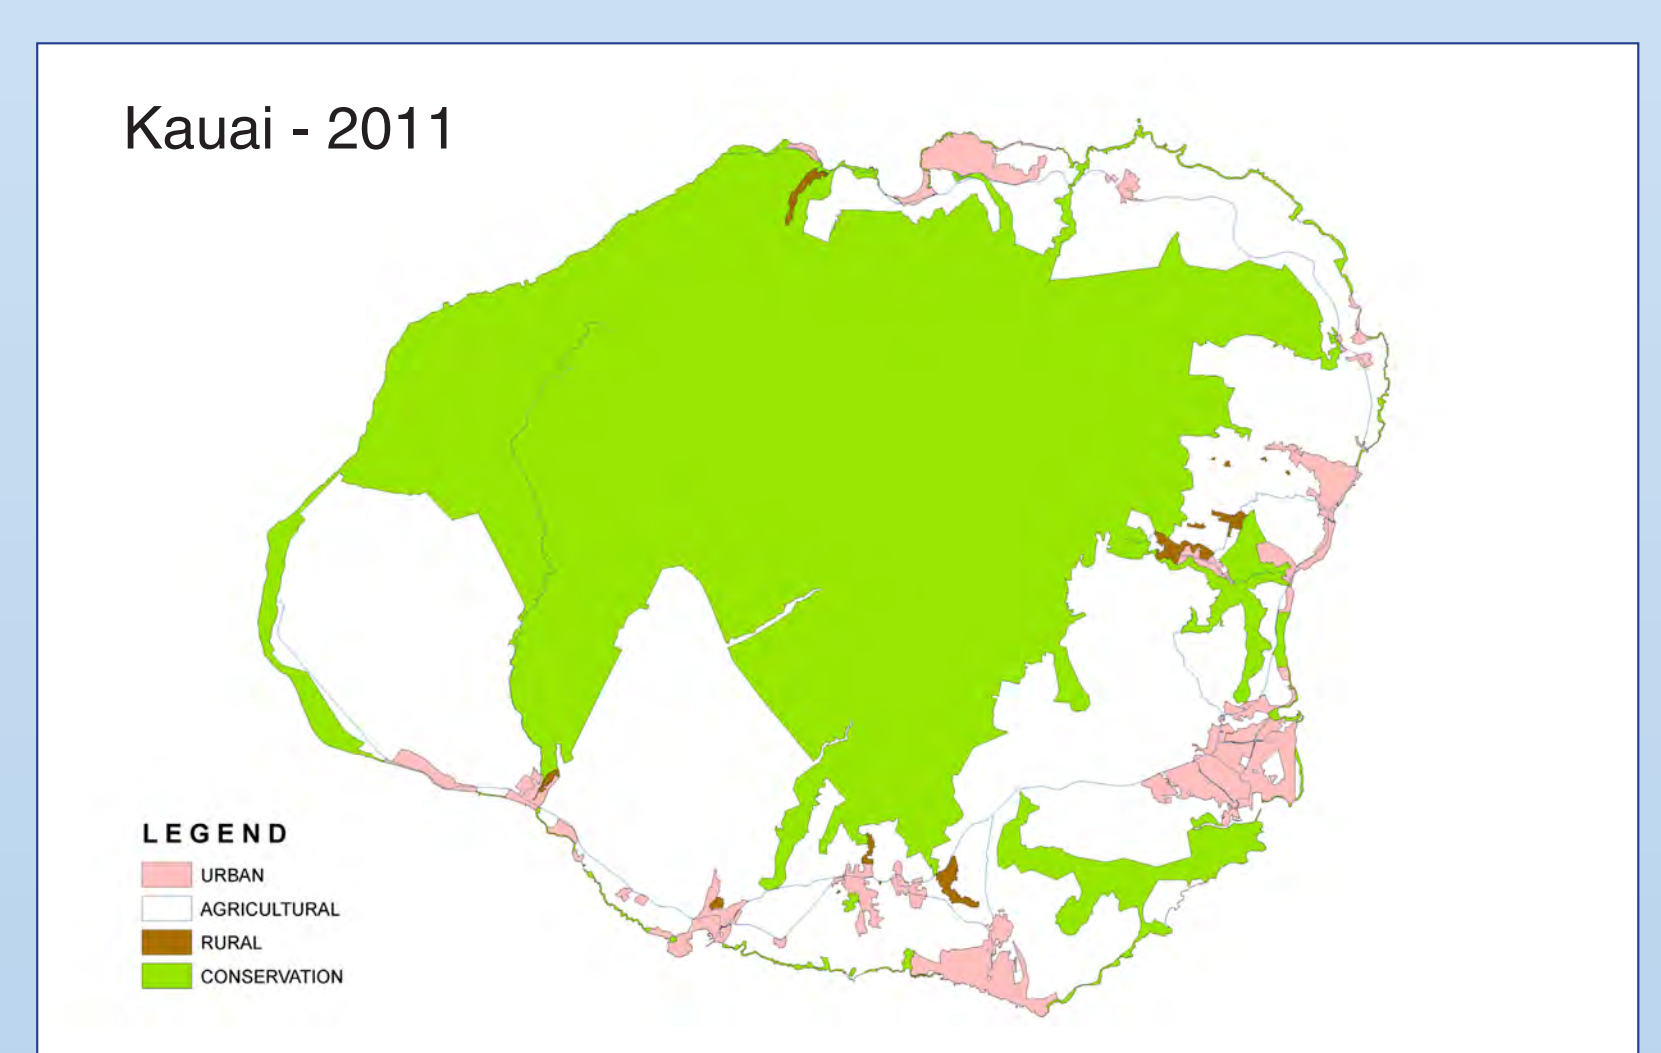 Kauai - 2011
LEGEND
URBAN
AGRICULTURAL
RURAL
CONSERVATION